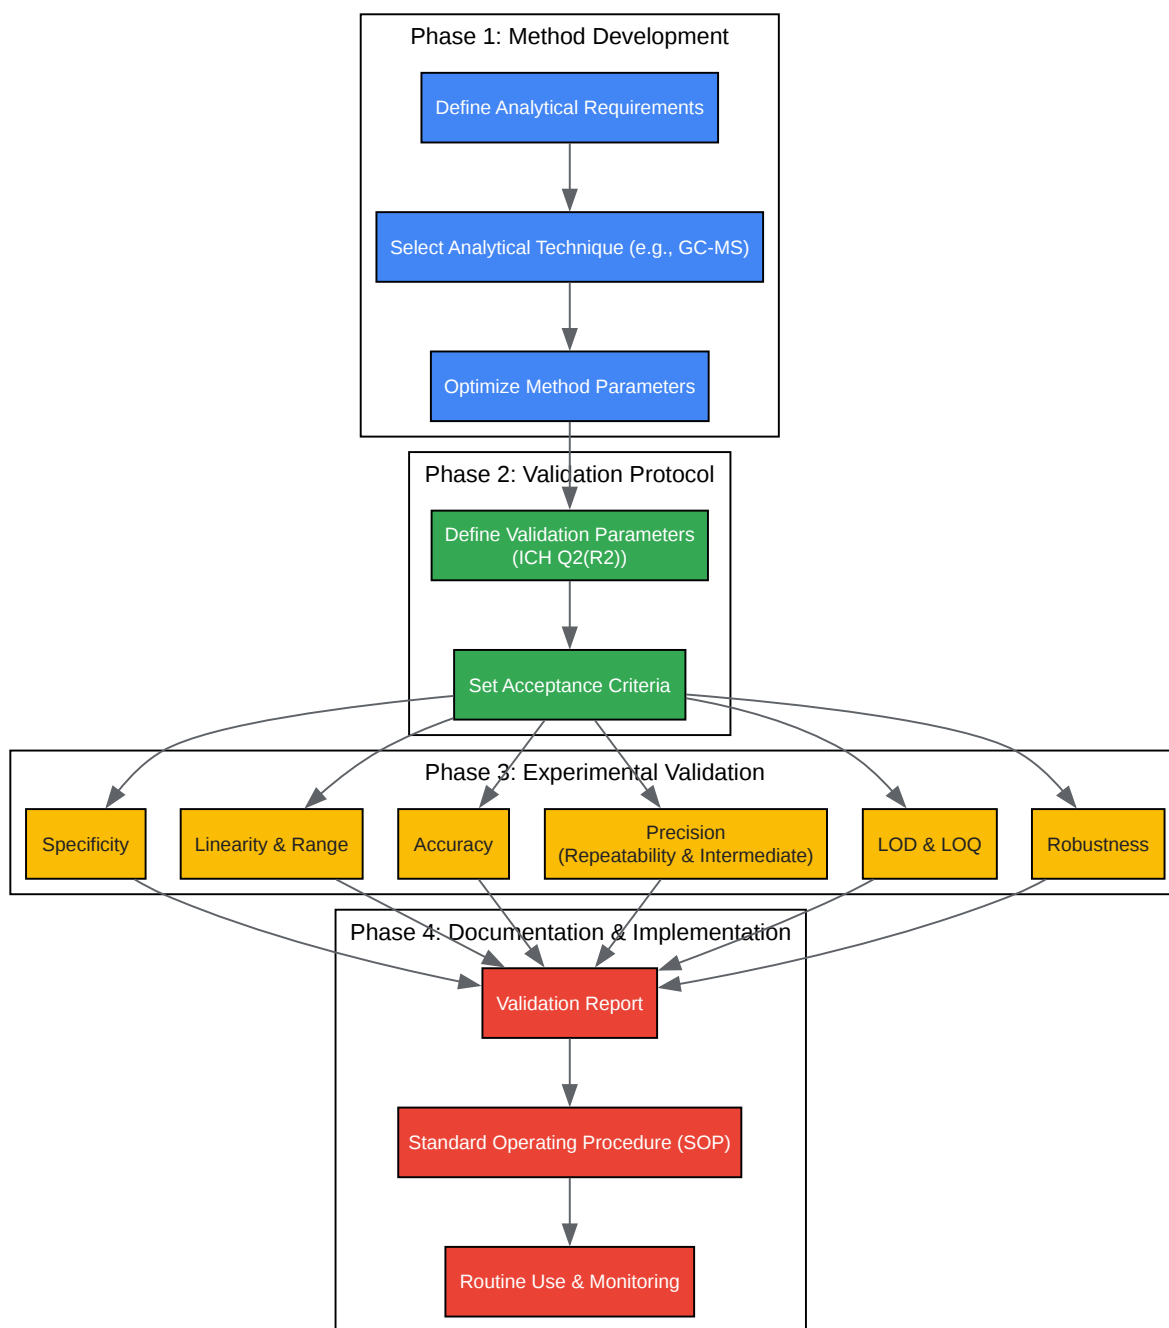 Phase 1: Method Development
Define Analytical Requirements
Select Analytical Technique (e.g., GC-MS)
Optimize Method Parameters
Phase 2: Validation Protocol
Define Validation Parameters
(ICH Q2(R2))
Set Acceptance Criteria
Phase 3: Experimental Validation
Specificity
Linearity & Range
Accuracy
Precision
(Repeatability & Intermediate)
LOD & LOQ
Robustness
Phase 4: Documentation & Implementation
Validation Report
Standard Operating Procedure (SOP)
Routine Use & Monitoring